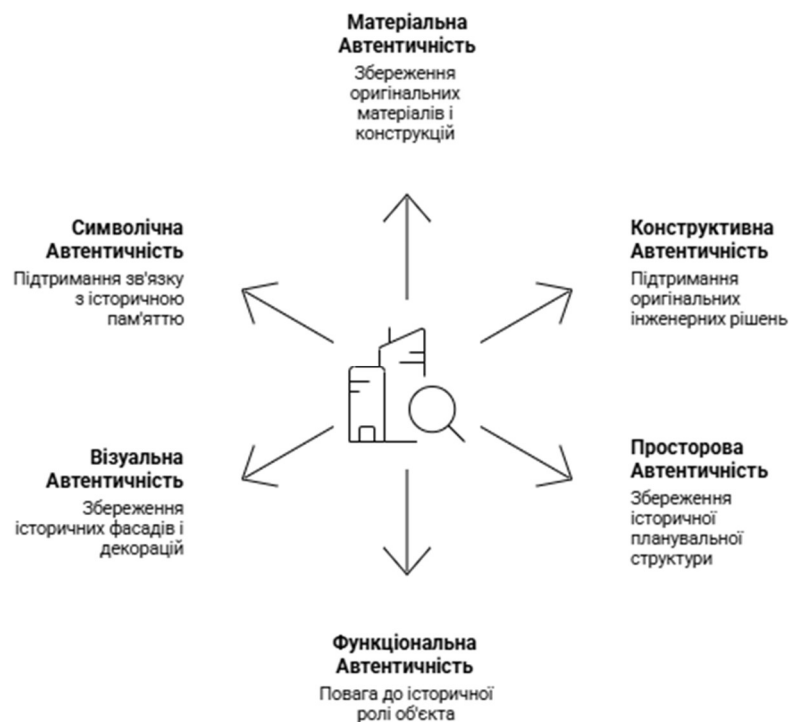 Матеріальна
Автентичність
Збереження
оригінальних
матеріалів і
конструкцій
Символічна
Автентичність
Підтримання зв'язку
з історичною
пам'яттю
Конструктивна
Автентичність
Підтримання
оригінальних
інженерних рішень
Візуальна
Автентичність
Збереження
історичних фасадів і
декорацій
Просторова
Автентичність
Збереження
історичної
планувальної
структури
Функціональна
Автентичність
Повага до історичної
ролі об'єкта